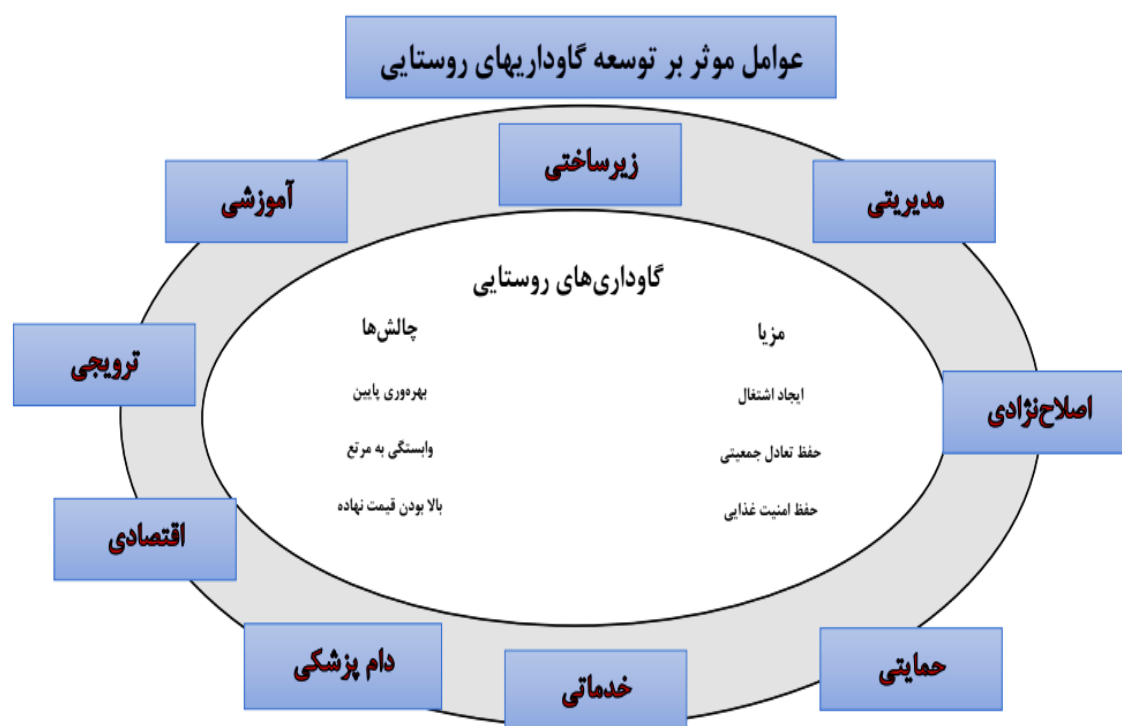 عوامل موثر بر توسعه گاوداریهای روستایی
زیرساختی
مدیریتی
آموزشی
گاوداری‌های روستایی
مزیا
چالش‌ها
ایجاد اشتغال
بهره‌وری پایین
حفظ تعادل جمعیتی
وابستگی به مرتع
حفظ امنیت غذایی
بالا بودن قیمت نهاده
ترویجی
اصلاح‌نژادی
اقتصادی
حمایتی
خدماتی
دام پزشکی